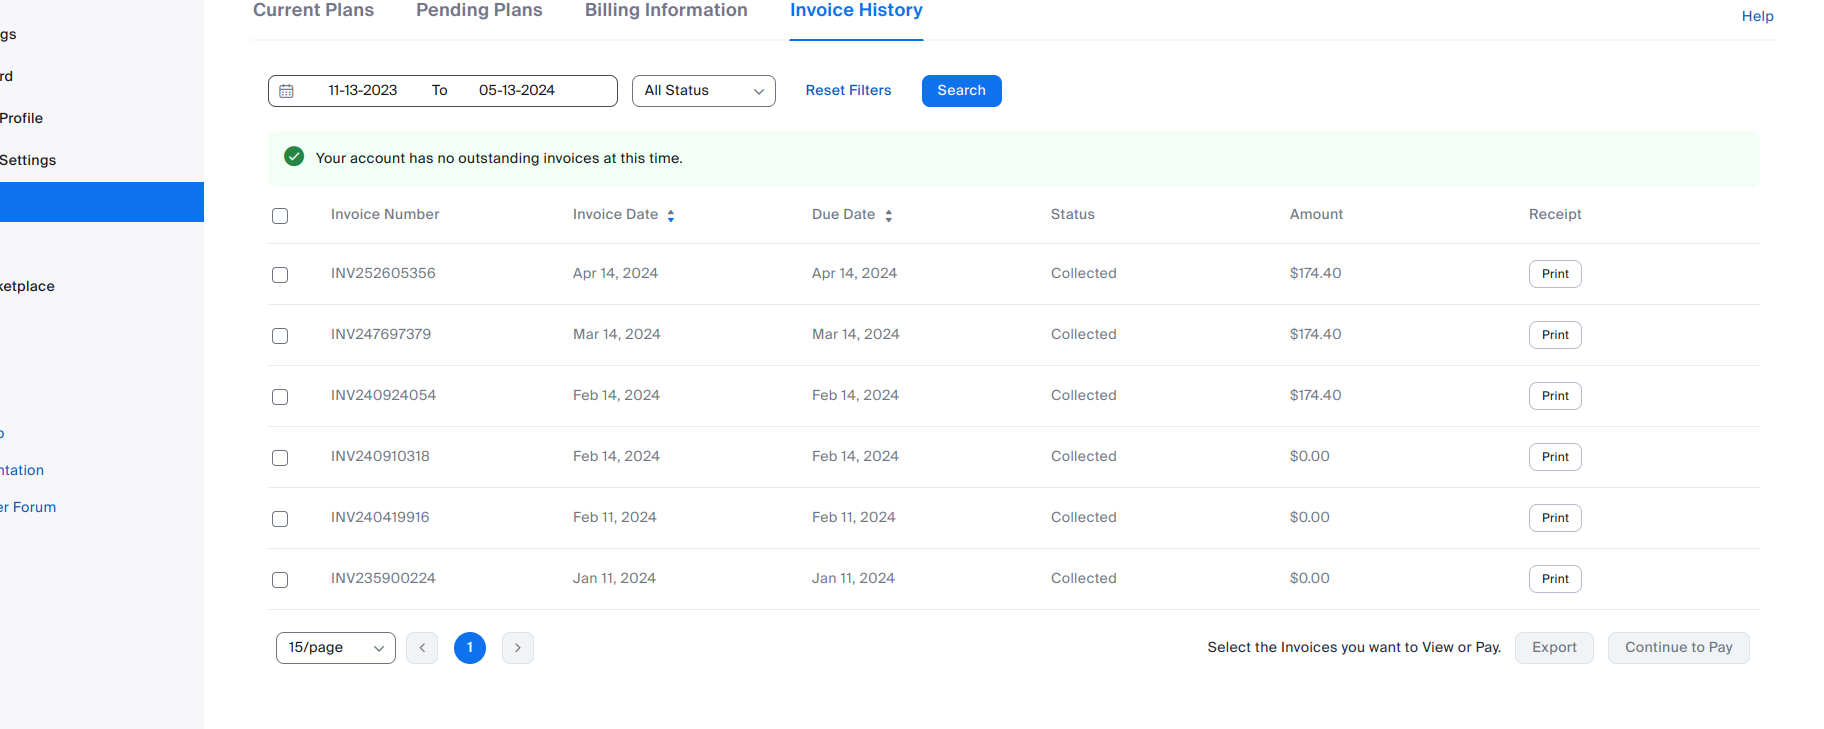 Current Plans Pending Plans Billing Information Invoice History
Help
gs
rd
Profile
Settings
ketplace
o
ntation
er Forum
11-13-2023 To 05-13-2024 All Status Reset Filters Search
Your account has no outstanding invoices at this time.
Invoice Number Invoice Date Due Date Status Amount Receipt
INV252605356 Apr 14, 2024 Apr 14, 2024 Collected $174.40 Print
INV247697379 Mar 14, 2024 Mar 14, 2024 Collected $174.40 Print
INV240924054 Feb 14, 2024 Feb 14, 2024 Collected $174.40 Print
INV240910318 Feb 14, 2024 Feb 14, 2024 Collected $0.00 Print
INV240419916 Feb 11, 2024 Feb 11, 2024 Collected $0.00 Print
INV235900224 Jan 11, 2024 Jan 11, 2024 Collected $0.00 Print
15/page 1 Select the Invoices you want to View or Pay. Export Continue to Pay